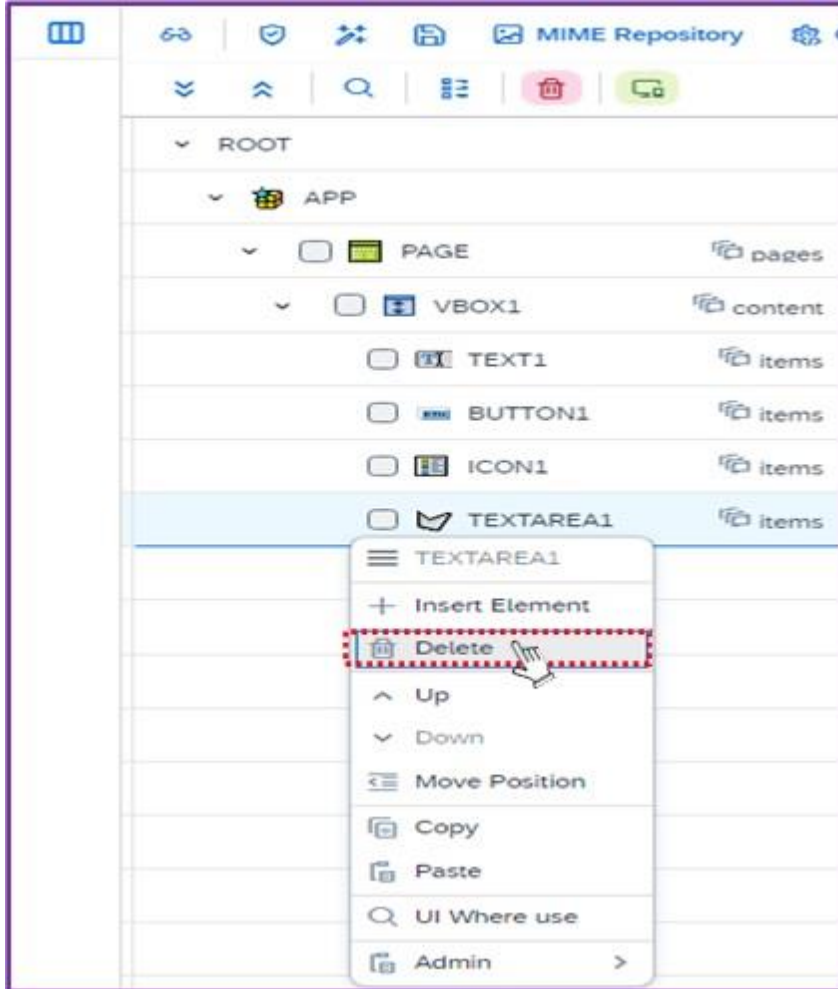 MIME Repository
ROOT
APP
PAGE pages
VBOX1 content
TEXT1 items
BUTTON1 items
ICON1 items
TEXTAREA1 items
TEXTAREA1
Insert Element
Delete
Up
Down
Move Position
Copy
Paste
UI Where use
Admin